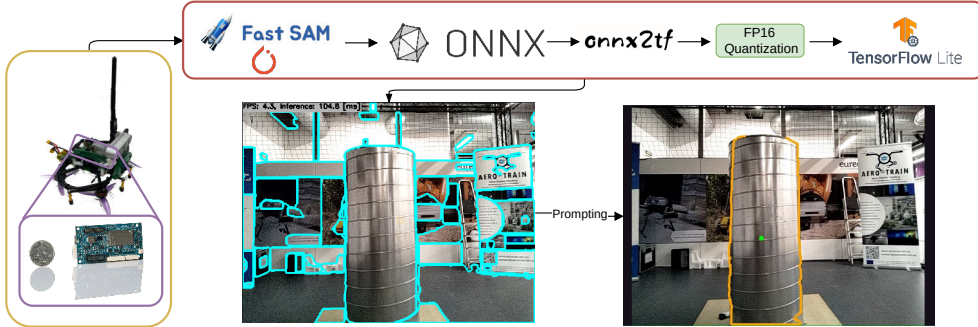 Fast SAM
ONNX
onnx2tf
FP16
Quantization
TensorFlow Lite
FPS: 4.3, Inference: 104.8 [ms]
AERO-TRAIN
Prompting
eure
AERO-TRAIN